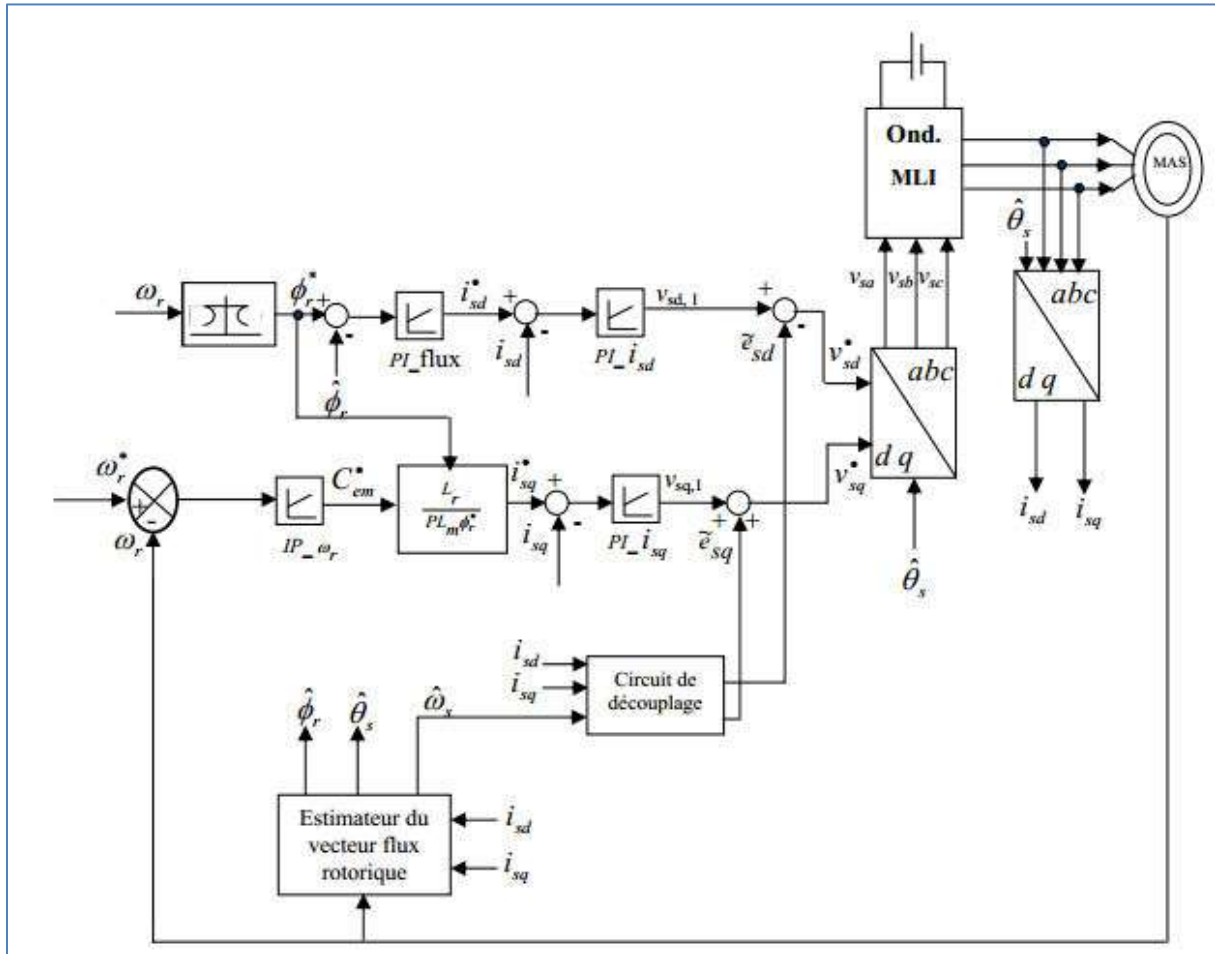 Ond.
MLI
MAS
θ̂_s
v_sa v_sb v_sc
abc
d q
i_sd i_sq
ω_r
ϕ_r^*
+
-
ϕ̂_r
PI_flux
i_sd^•
+
-
i_sd
PI_i_sd
v_sd,1
+
-
ẽ_sd
v_sd^•
abc
d q
v_sq^•
θ̂_s
ω_r^*
+
-
ω_r
IP_ω_r
C_em^•
L_r
PL_mϕ_r^*
i_sq^•
+
-
i_sq
PI_i_sq
v_sq,1
+
+
ẽ_sq
i_sd
i_sq
ω̂_s
Circuit de
découplage
ϕ̂_r
θ̂_s
Estimateur du
vecteur flux
rotorique
i_sd
i_sq